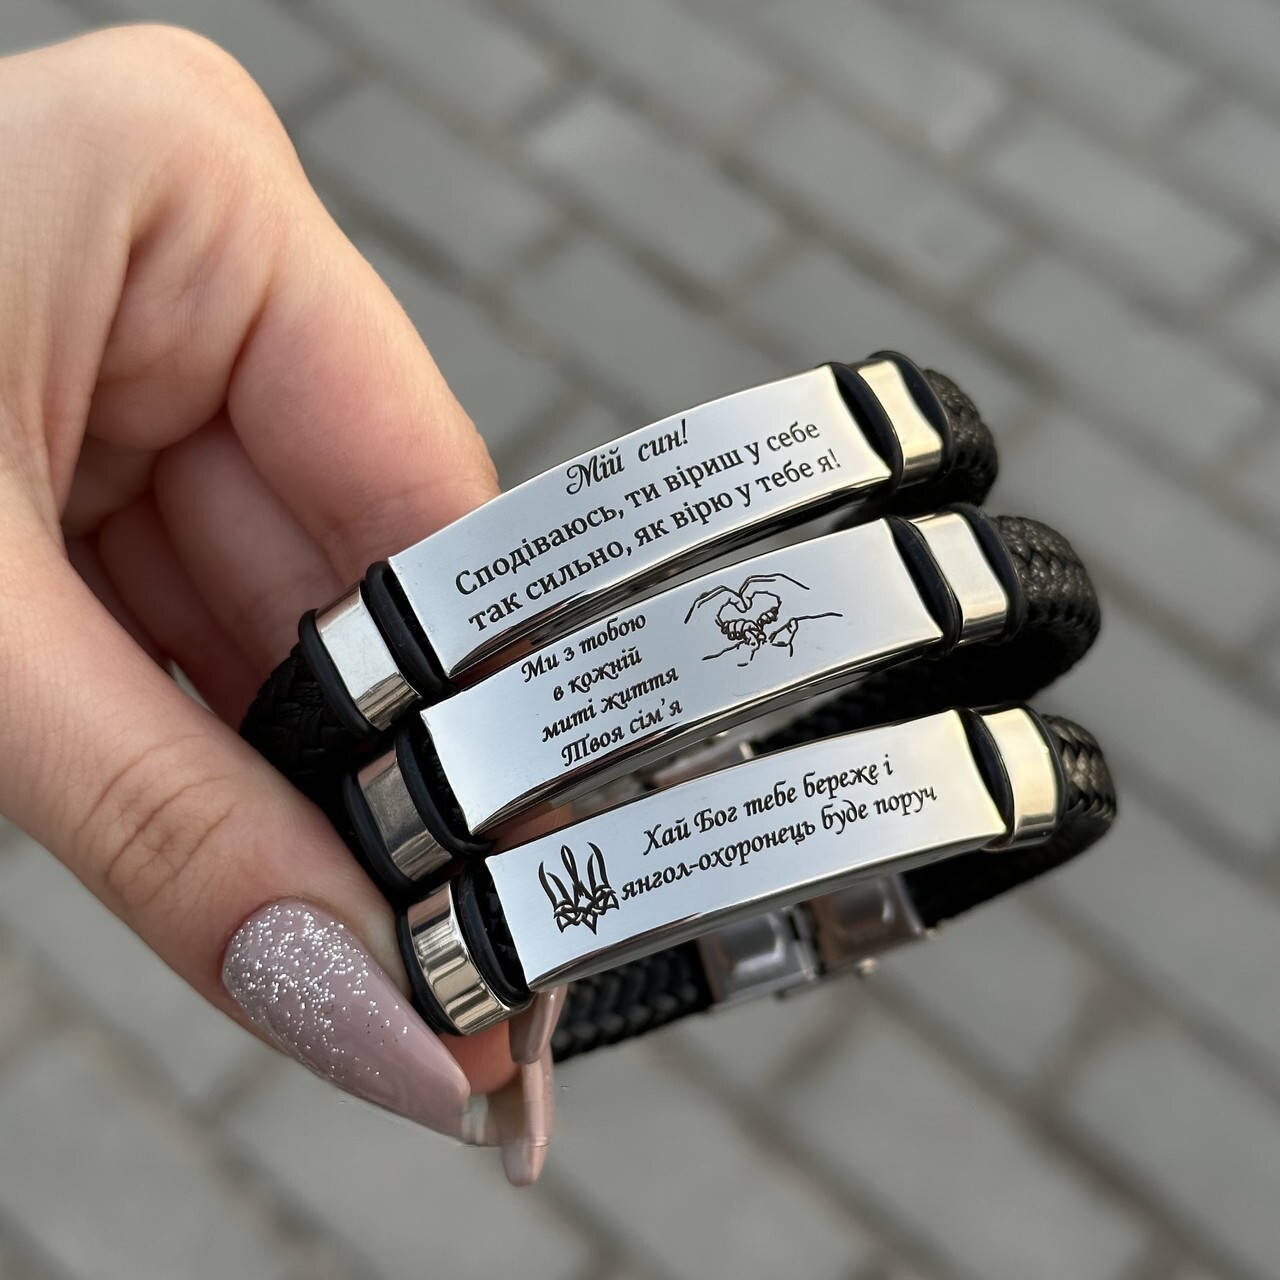 Мій син!
Сподіваюсь, ти віриш у себе
так сильно, як вірю у тебе я!
Ми з тобою
в кожній
миті життя
Твоя сім'я
Хай Бог тебе береже і
янгол-охоронець буде поруч